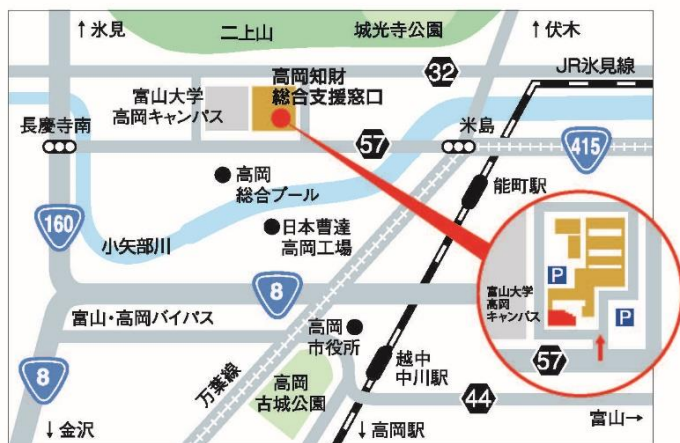 ↑氷見
二上山
城光寺公園
↑伏木
32
JR氷見線
高岡知財
総合支援窓口
富山大学
高岡キャンパス
長慶寺南
57
米島
415
高岡
総合プール
能町駅
160
小矢部川
日本曹達
高岡工場
8
富山大学
高岡
キャンパス
P
P
富山・高岡バイパス
高岡
市役所
57
8
万葉線
高岡
古城公園
越中
中川駅
44
↓金沢
↓高岡駅
富山→